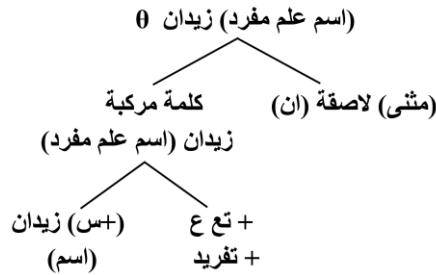 (اسم علم مفرد) زيدان θ
(مثنى) لاصقة (ان)
كلمة مركبة
زيدان (اسم علم مفرد)
+ تع ع
+ تفريد
(+س) زيدان
(اسم)